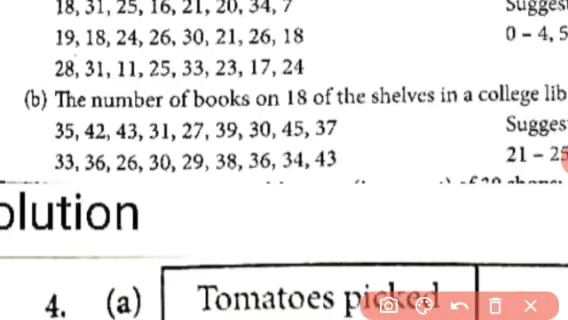 18, 31, 25, 16, 21, 20, 34, 7
19, 18, 24, 26, 30, 21, 26, 18
0 – 4, 5
28, 31, 11, 25, 33, 23, 17, 24
(b) The number of books on 18 of the shelves in a college lib
35, 42, 43, 31, 27, 39, 30, 45, 37
Sugges
33, 36, 26, 30, 29, 38, 36, 34, 43
21 – 25
olution
4. (a) Tomatoes picked